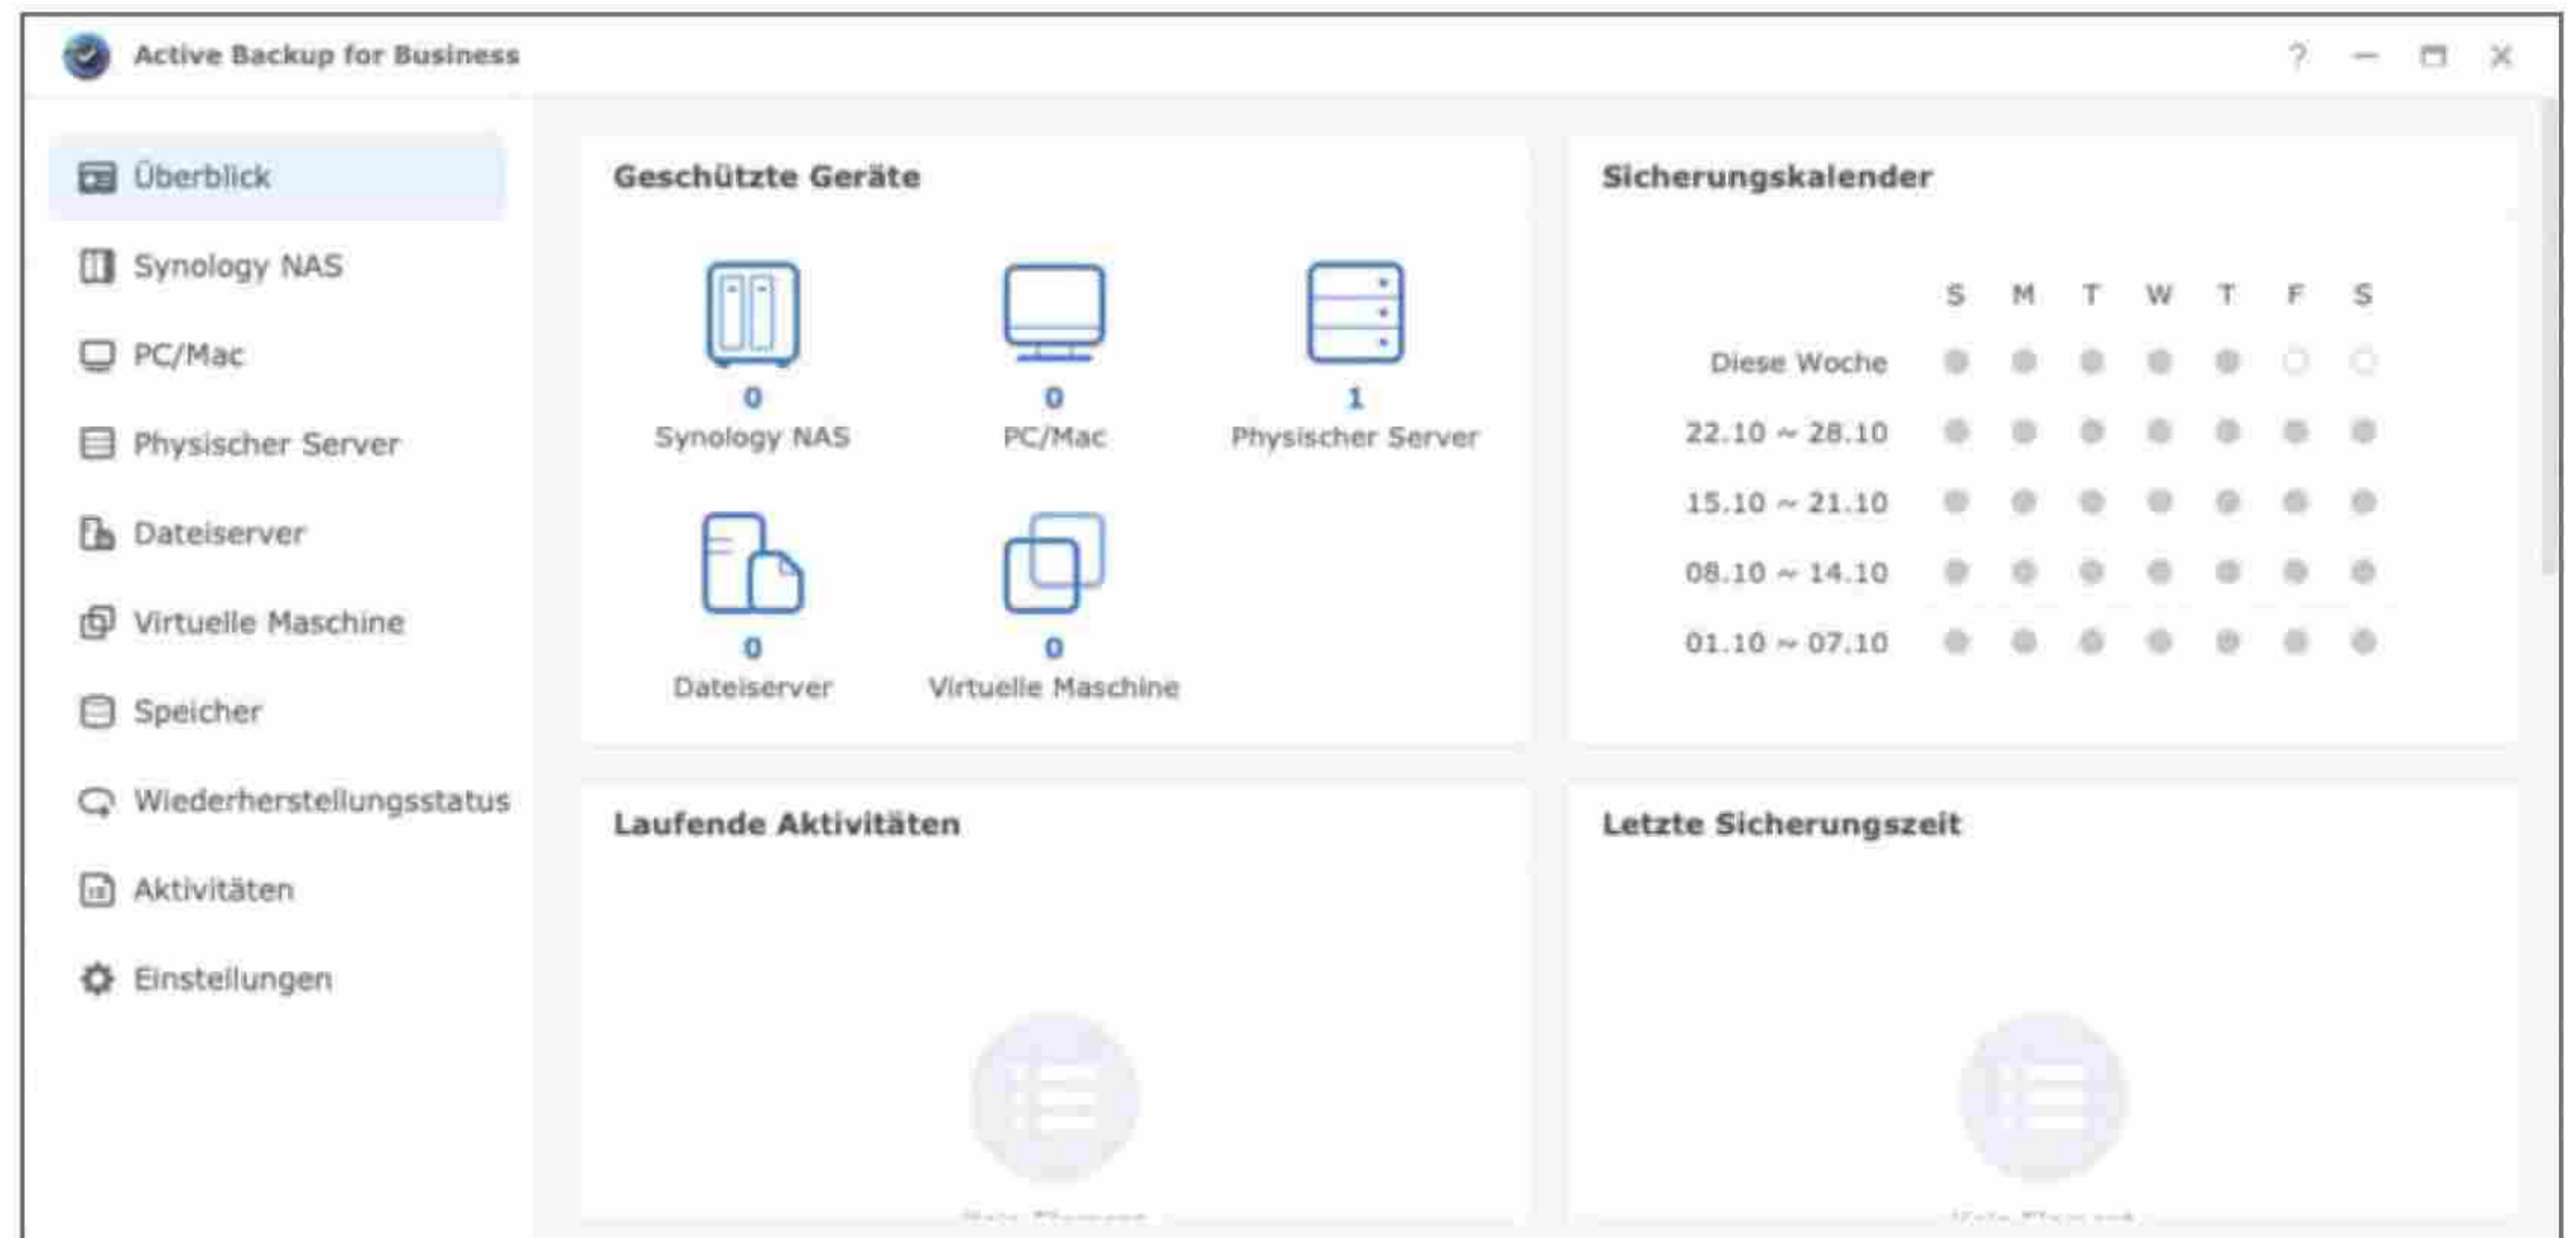 Active Backup for Business
?
Überblick
Synology NAS
PC/Mac
Physischer Server
Dateiserver
Virtuelle Maschine
Speicher
Wiederherstellungsstatus
Aktivitäten
Einstellungen
Geschützte Geräte
0
Synology NAS
0
PC/Mac
1
Physischer Server
0
Dateiserver
0
Virtuelle Maschine
Sicherungskalender
S M T W T F S
Diese Woche
22.10 ~ 28.10
15.10 ~ 21.10
08.10 ~ 14.10
01.10 ~ 07.10
Laufende Aktivitäten
Letzte Sicherungszeit